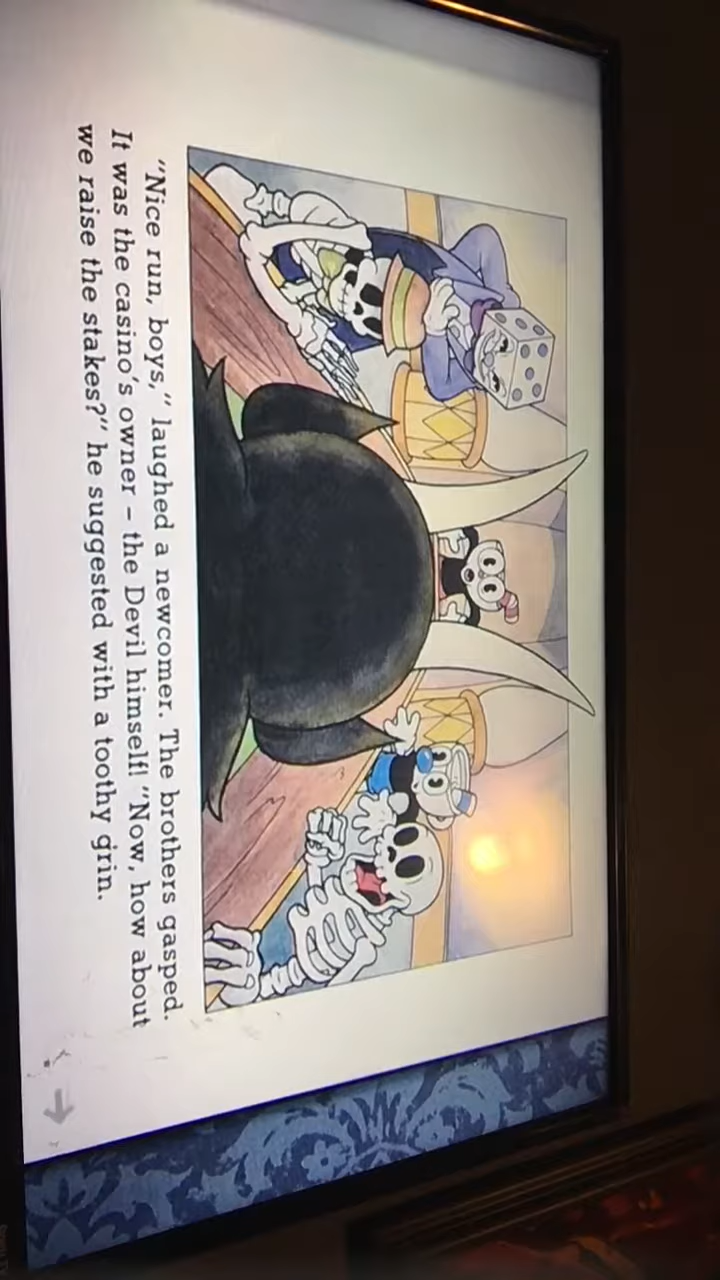 "Nice run, boys," laughed a newcomer. The brothers gasped.
It was the casino's owner – the Devil himself! "Now, how about
we raise the stakes?" he suggested with a toothy grin.